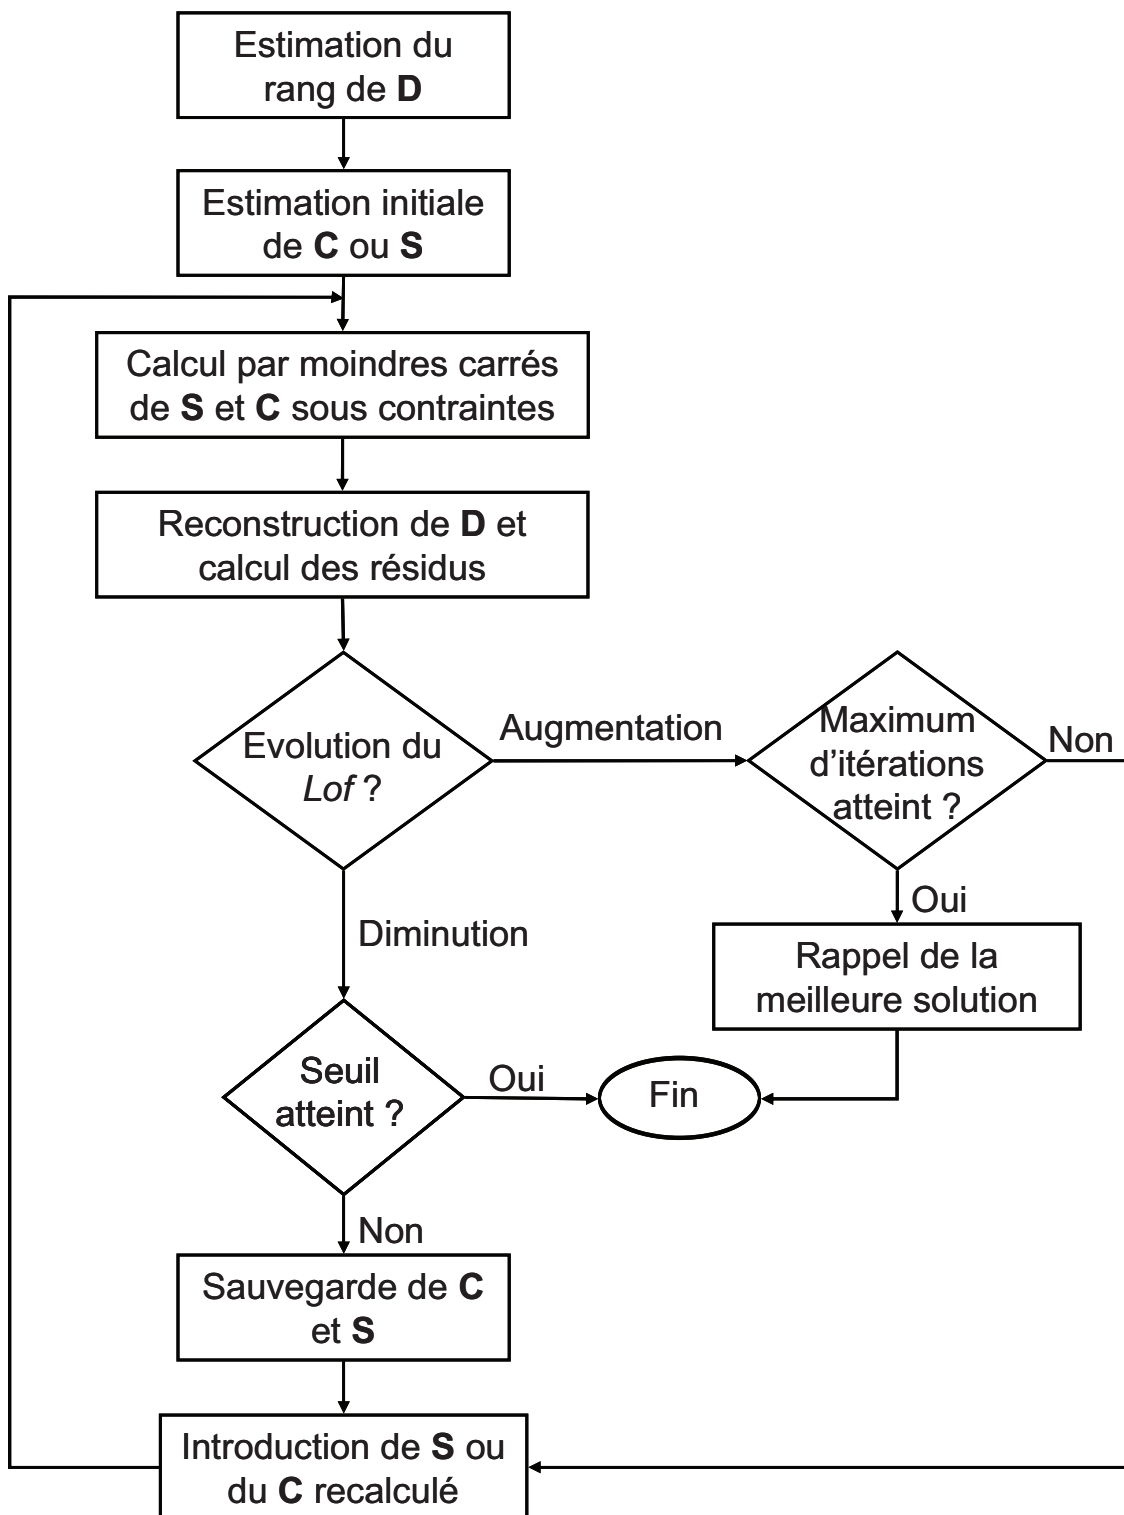 Estimation du
rang de D
Estimation initiale
de C ou S
Calcul par moindres carrés
de S et C sous contraintes
Reconstruction de D et
calcul des résidus
Evolution du
Lof ?
Augmentation
Maximum
d’itérations
atteint ?
Non
Oui
Rappel de la
meilleure solution
Diminution
Seuil
atteint ?
Oui
Fin
Non
Sauvegarde de C
et S
Introduction de S ou
du C recalculé